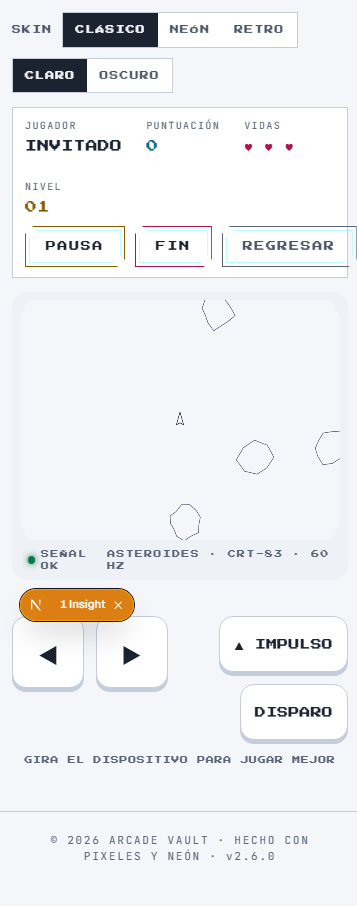 SKIN CLÁSICO NEÓN RETRO
CLARO OSCURO
JUGADOR PUNTUACIÓN VIDAS
INVITADO 0 ♥ ♥ ♥
NIVEL
01
PAUSA FIN REGRESAR
SEÑAL OK
ASTEROIDES · CRT-83 · 60 HZ
N 1 Insight ×
◀ ▶ ▲ IMPULSO
DISPARO
GIRA EL DISPOSITIVO PARA JUGAR MEJOR
© 2026 ARCADE VAULT · HECHO CON
PIXELES Y NEÓN · v2.6.0